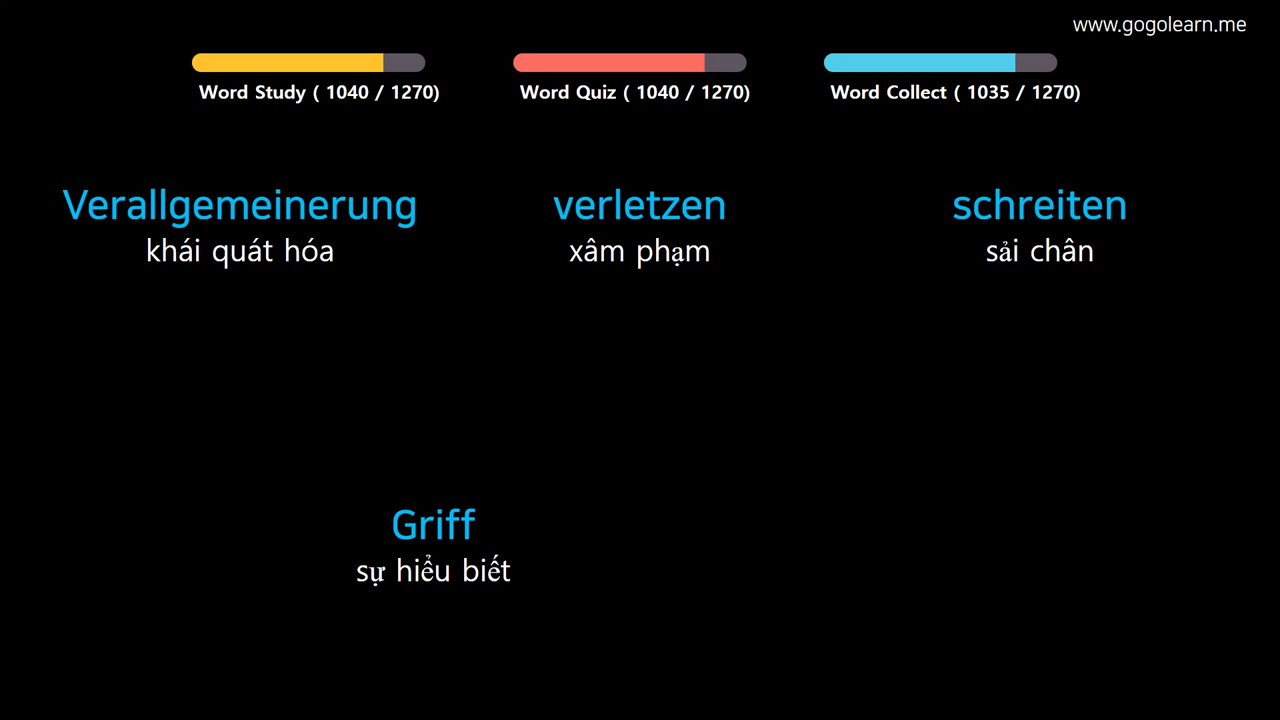 www.gogolearn.me
Word Study ( 1040 / 1270)
Word Quiz ( 1040 / 1270)
Word Collect ( 1035 / 1270)
Verallgemeinerung
khái quát hóa
verletzen
xâm phạm
schreiten
sải chân
Griff
sự hiểu biết